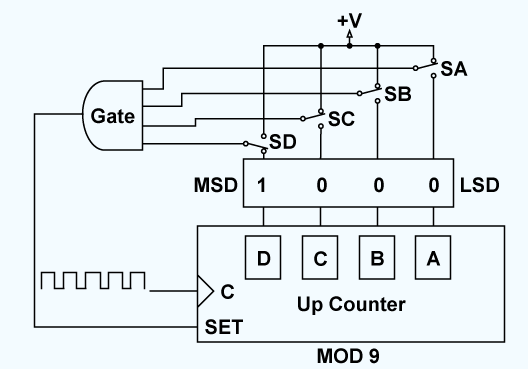 +V
SA
SB
Gate
SC
SD
MSD 1 0 0 0 LSD
D C B A
C
Up Counter
SET
MOD 9